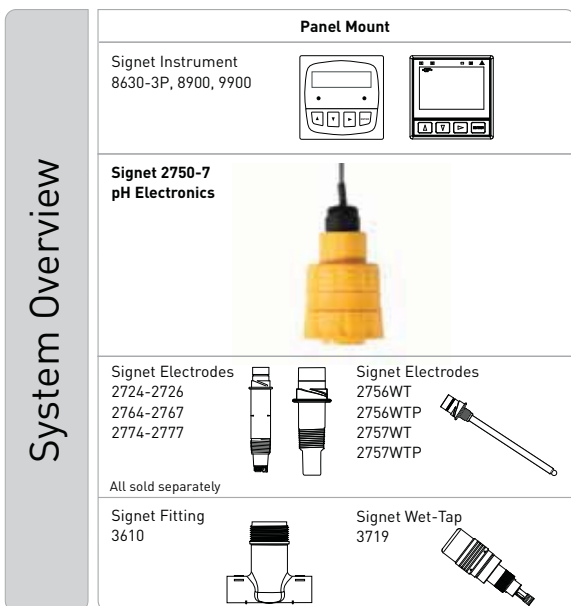 System Overview
Panel Mount
Signet Instrument
8630-3P, 8900, 9900
Signet 2750-7
pH Electronics
Signet Electrodes
2724-2726
2764-2767
2774-2777
All sold separately
Signet Electrodes
2756WT
2756WTP
2757WT
2757WTP
Signet Fitting
3610
Signet Wet-Tap
3719